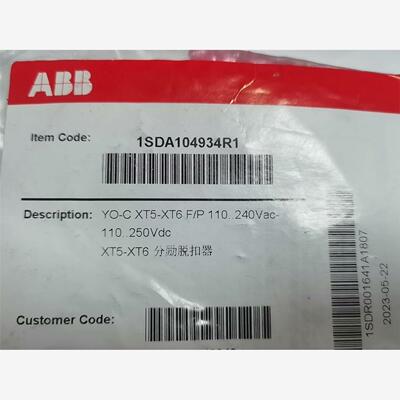 ABB
Item Code: 1SDA104934R1
Description: YO-C XT5-XT6 F/P 110..240Vac-
110..250Vdc
XT5-XT6 分励脱扣器
Customer Code:
1SDR001641A1807
2023-05-22